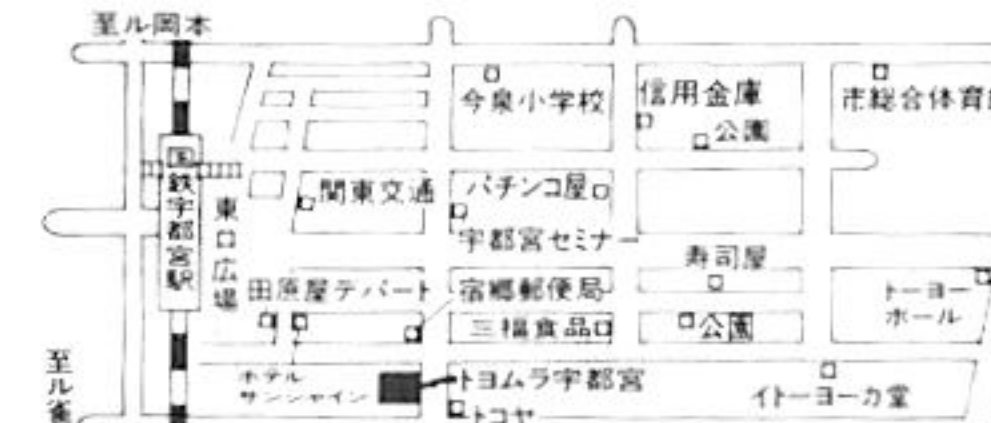 至ル岡本
今泉小学校
信用金庫
公園
市総合体育
国鉄宇都宮駅
東口広場
関東交通
パチンコ屋
宇都宮セミナー
寿司屋
田原屋デパート
宿郷郵便局
トーヨー
ボール
三福食品
公園
至ル雀
ホテル
サンシャイン
トヨムラ宇都宮
イトーヨーカ堂
トコヤ